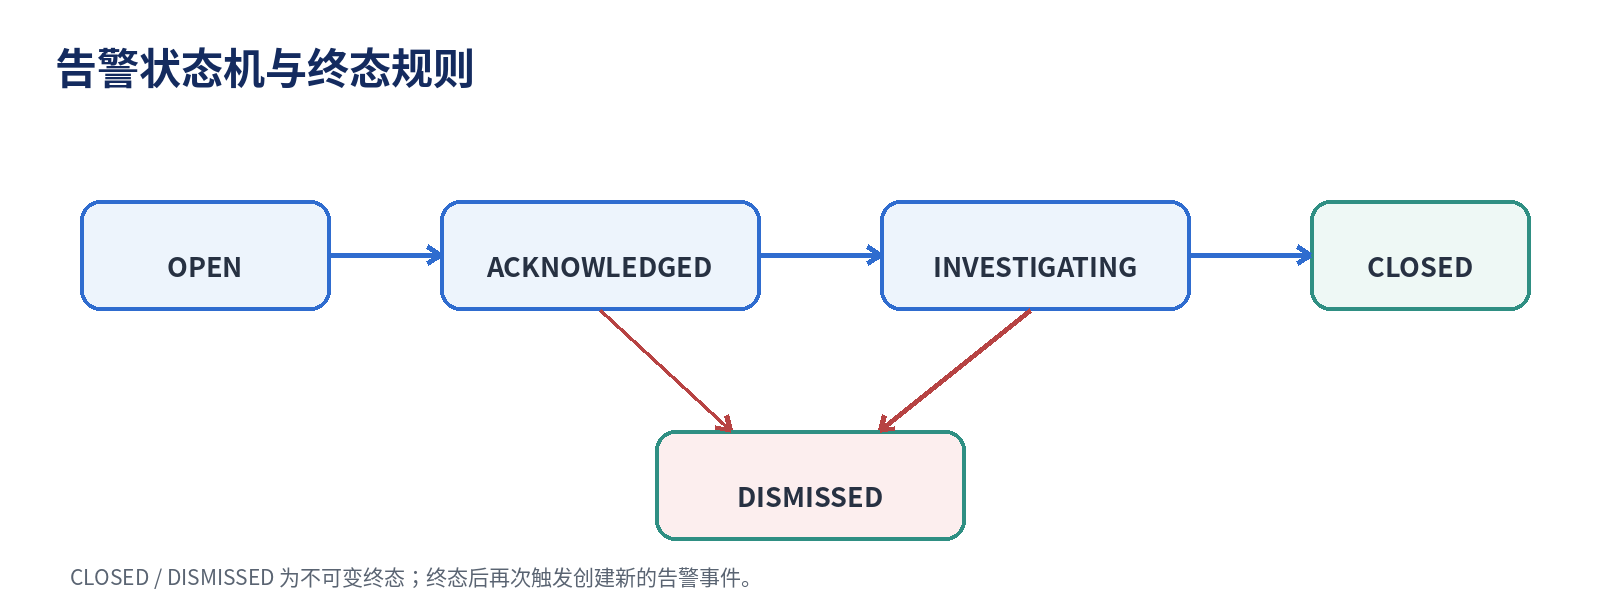 告警状态机与终态规则
OPEN
ACKNOWLEDGED
INVESTIGATING
CLOSED
DISMISSED
CLOSED / DISMISSED 为不可变终态；终态后再次触发创建新的告警事件。